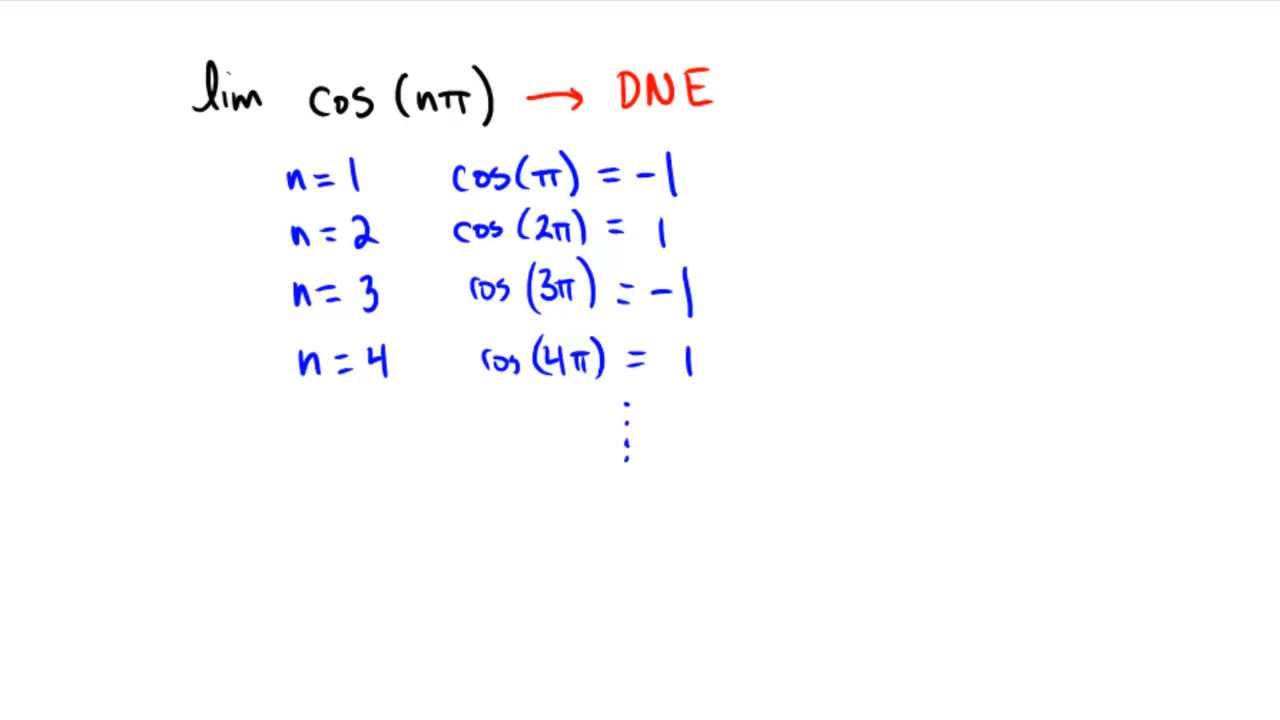 lim cos (nπ) → DNE
n = 1 cos(π) = -1
n = 2 cos (2π) = 1
n = 3 cos (3π) = -1
n = 4 cos (4π) = 1
⋮